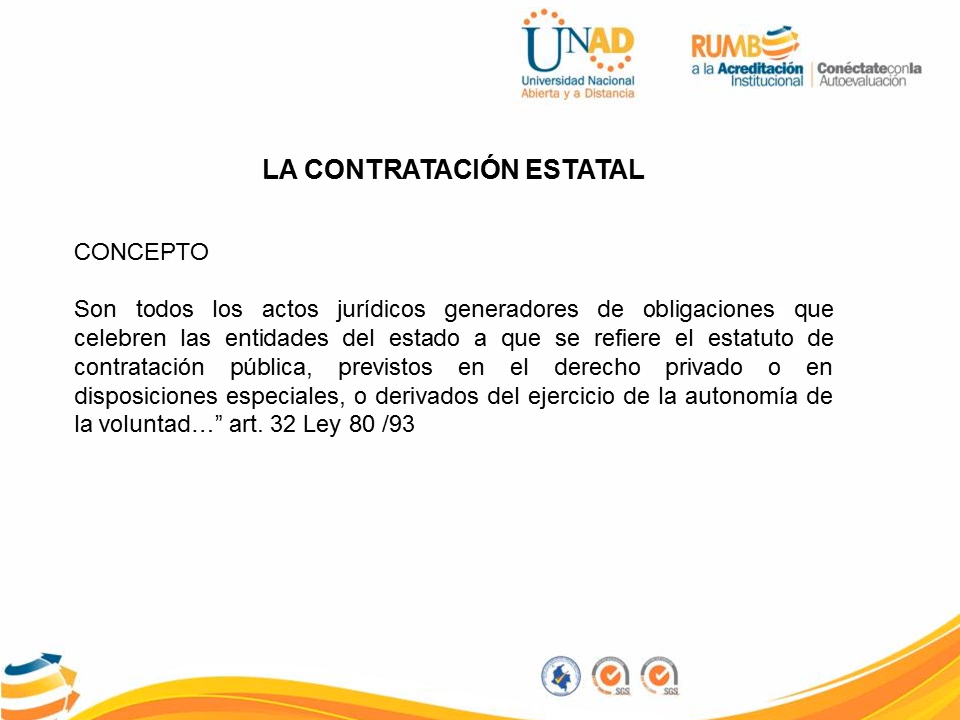 UNAD
Universidad Nacional
Abierta y a Distancia
RUMBO
a la Acreditación
Institucional
Conéctateconla
Autoevaluación
LA CONTRATACIÓN ESTATAL
CONCEPTO
Son todos los actos jurídicos generadores de obligaciones que
celebren las entidades del estado a que se refiere el estatuto de
contratación pública, previstos en el derecho privado o en
disposiciones especiales, o derivados del ejercicio de la autonomía de
la voluntad…” art. 32 Ley 80 /93
SGS
SGS